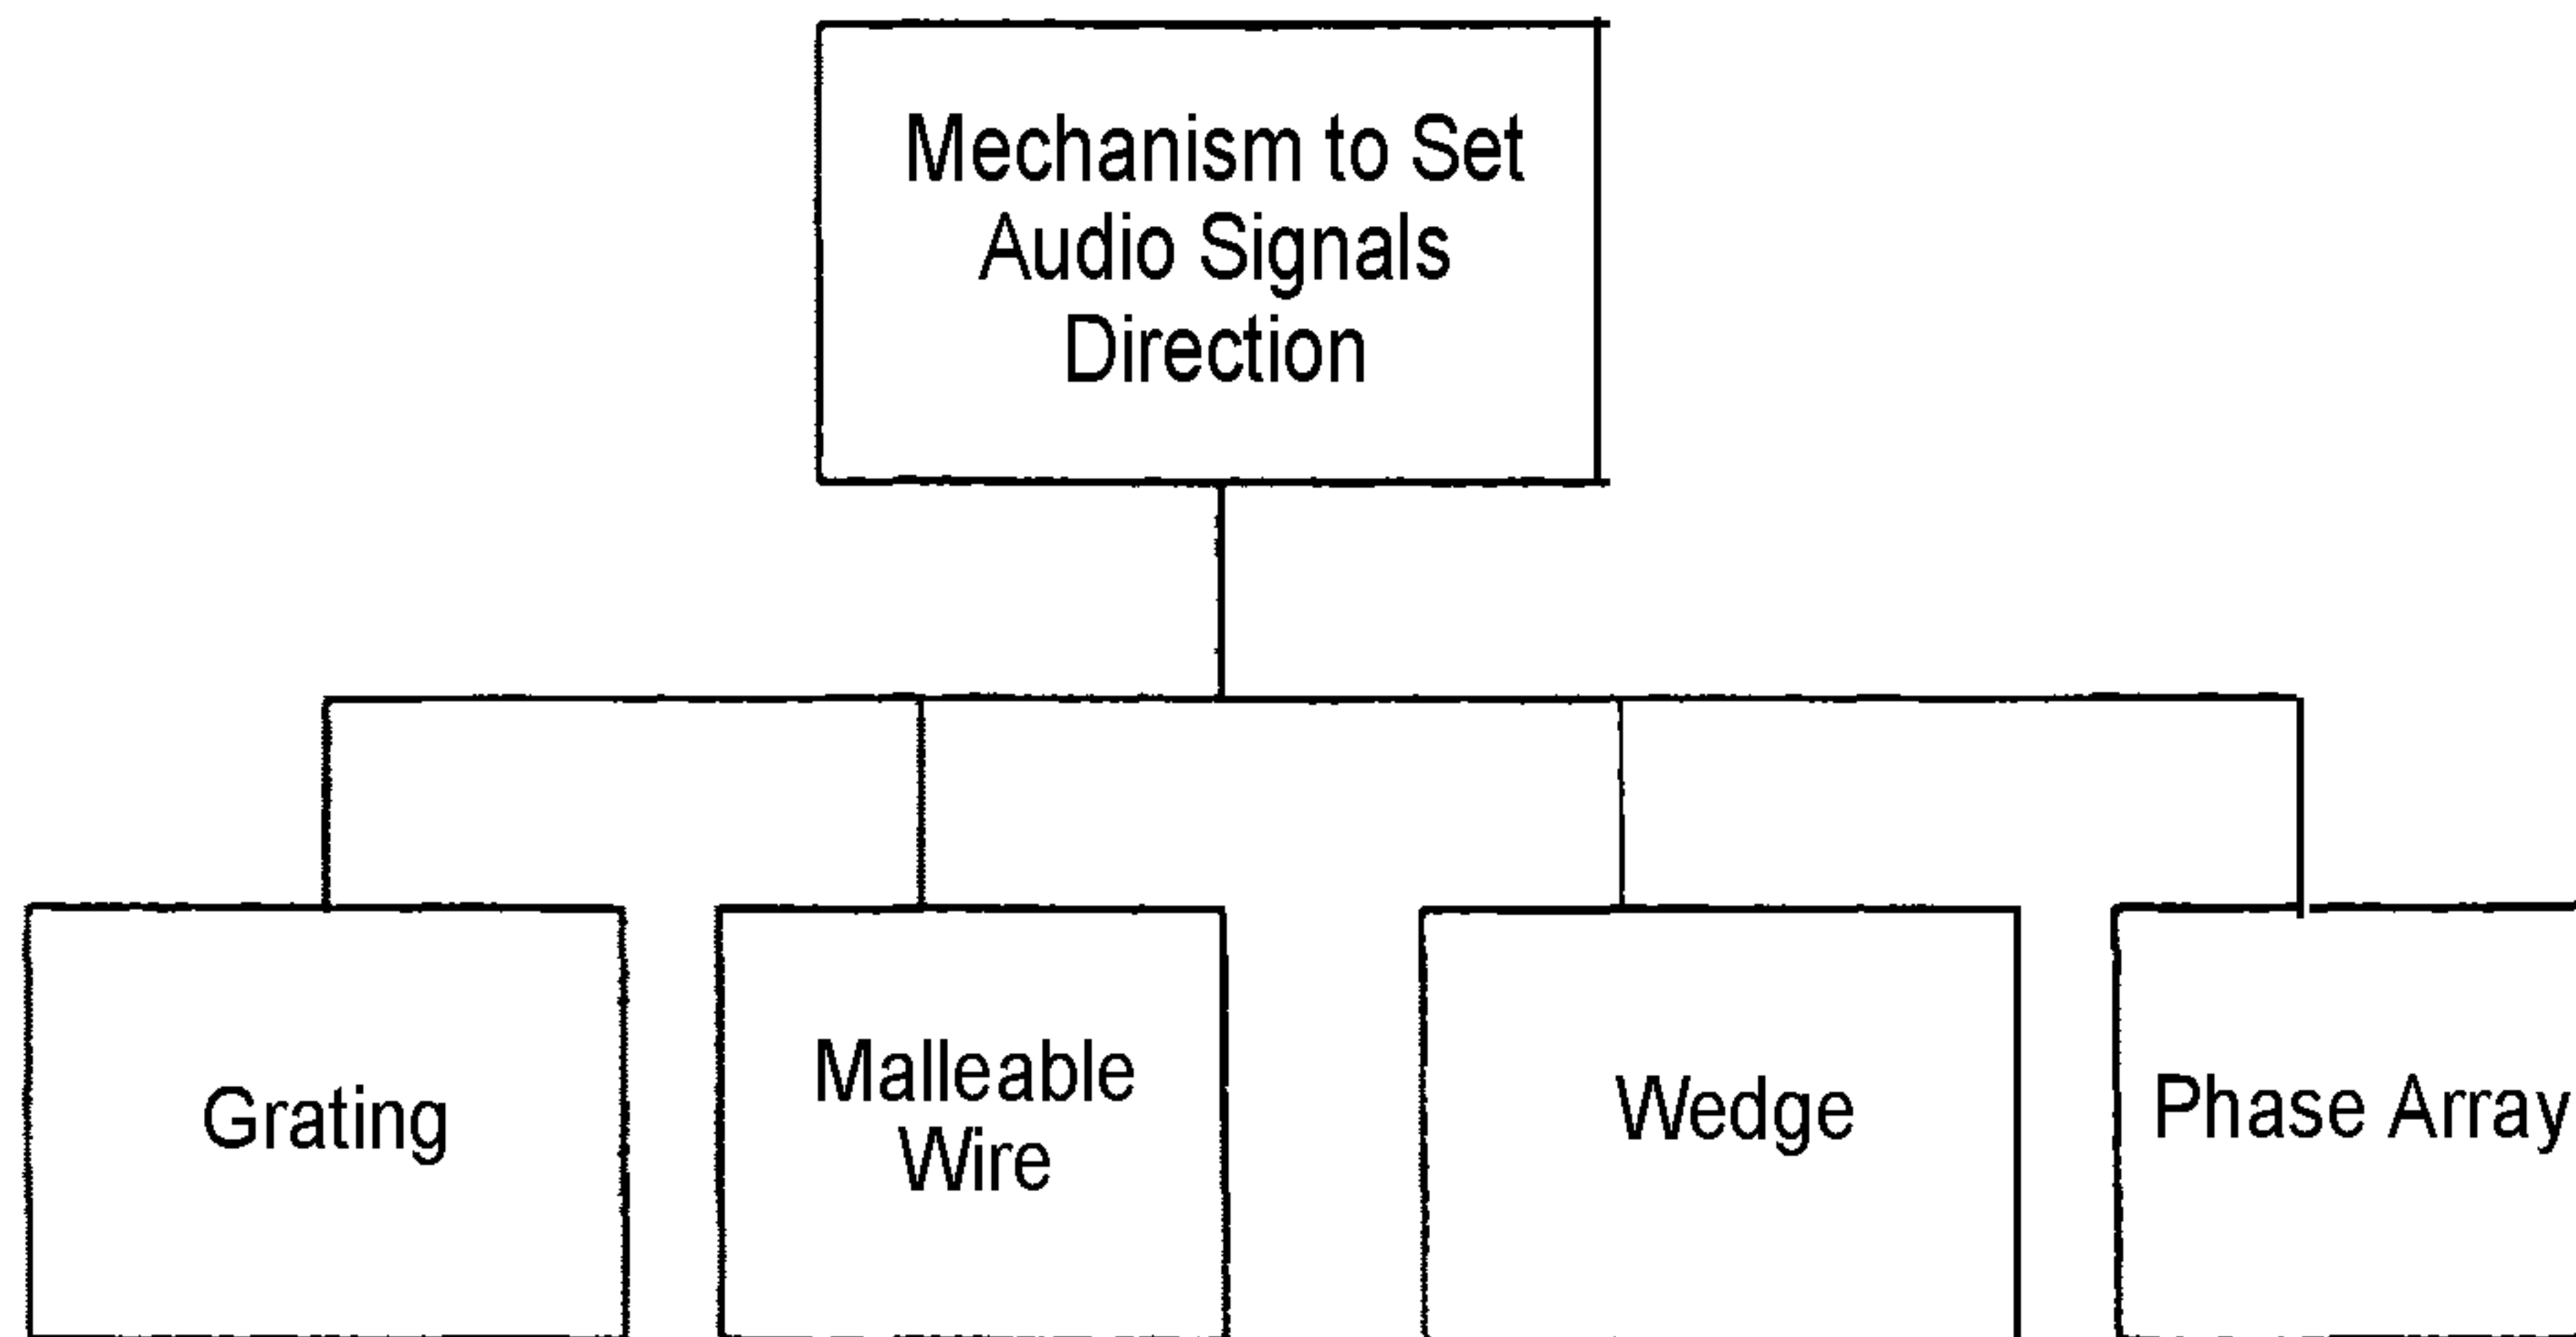 Mechanism to Set
Audio Signals
Direction
Grating
Malleable
Wire
Wedge
Phase Array